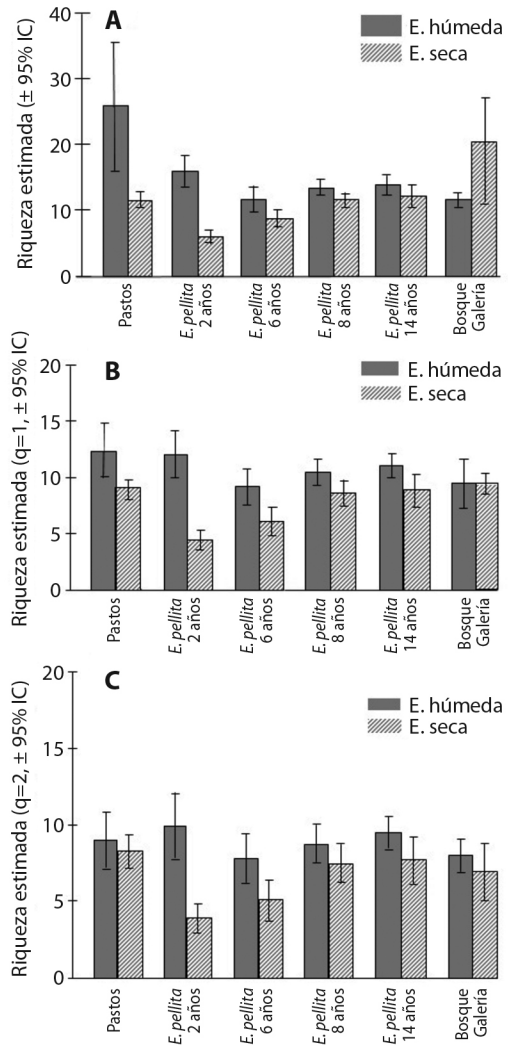 A
E. húmeda
E. seca
Riqueza estimada (± 95% IC)
40
30
20
10
0
Pastos
E. pellita
2 años
E. pellita
6 años
E. pellita
8 años
E. pellita
14 años
Bosque
Galería
B
E. húmeda
E. seca
Riqueza estimada (q=1, ± 95% IC)
20
15
10
5
0
Pastos
E. pellita
2 años
E. pellita
6 años
E. pellita
8 años
E. pellita
14 años
Bosque
Galería
C
E. húmeda
E. seca
Riqueza estimada (q=2, ± 95% IC)
20
15
10
5
0
Pastos
E. pellita
2 años
E. pellita
6 años
E. pellita
8 años
E. pellita
14 años
Bosque
Galería